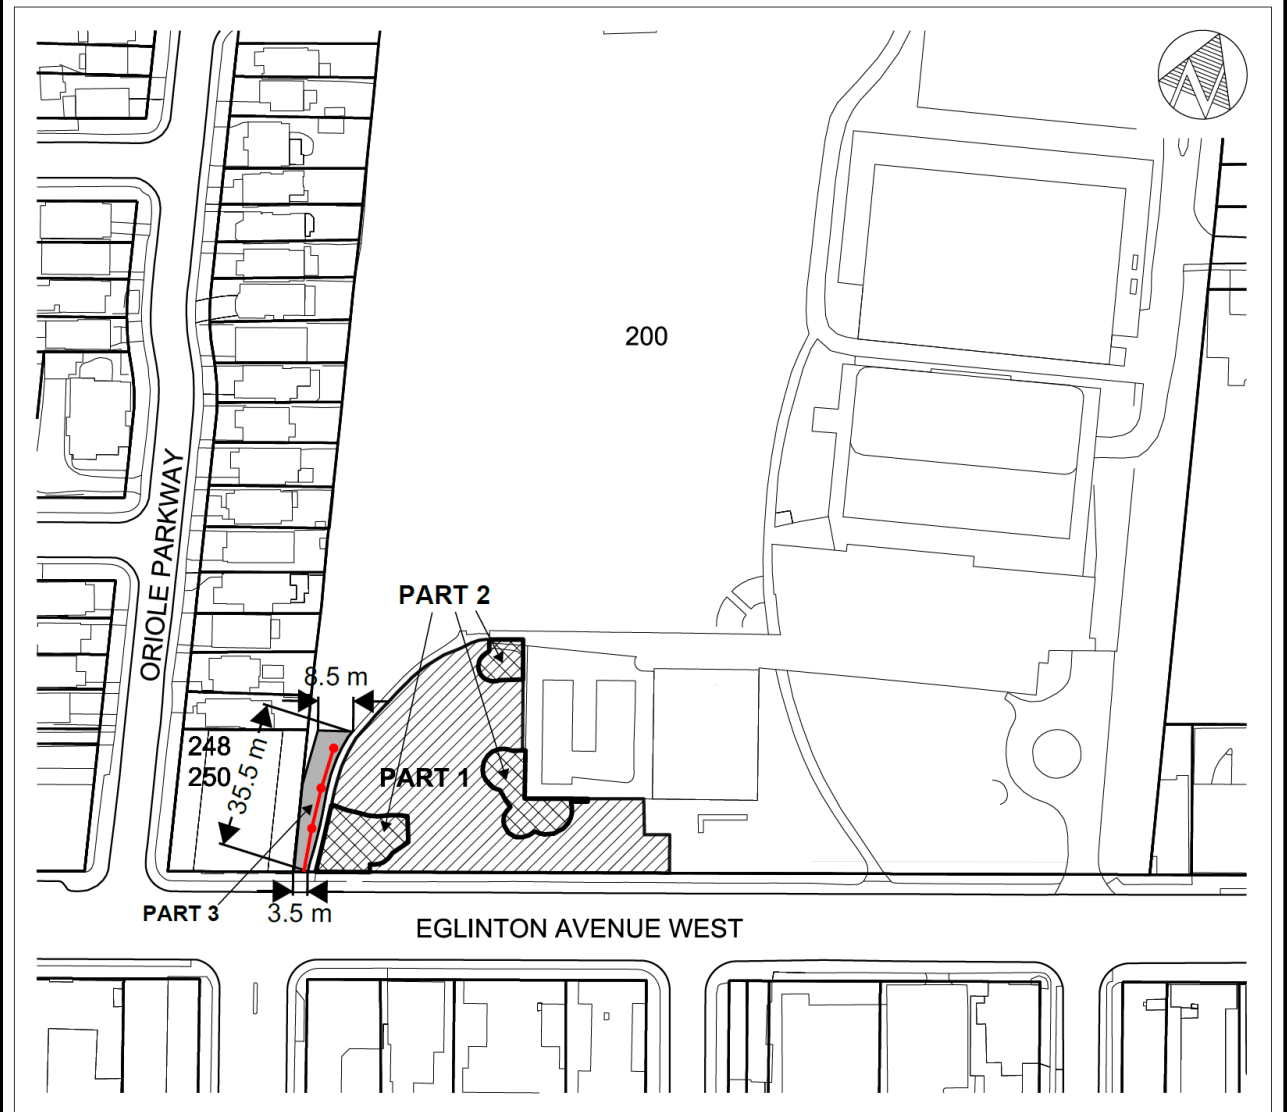 200
ORIOLE PARKWAY
PART 2
8.5 m
248
250
35.5 m
PART 1
PART 3
3.5 m
EGLINTON AVENUE WEST